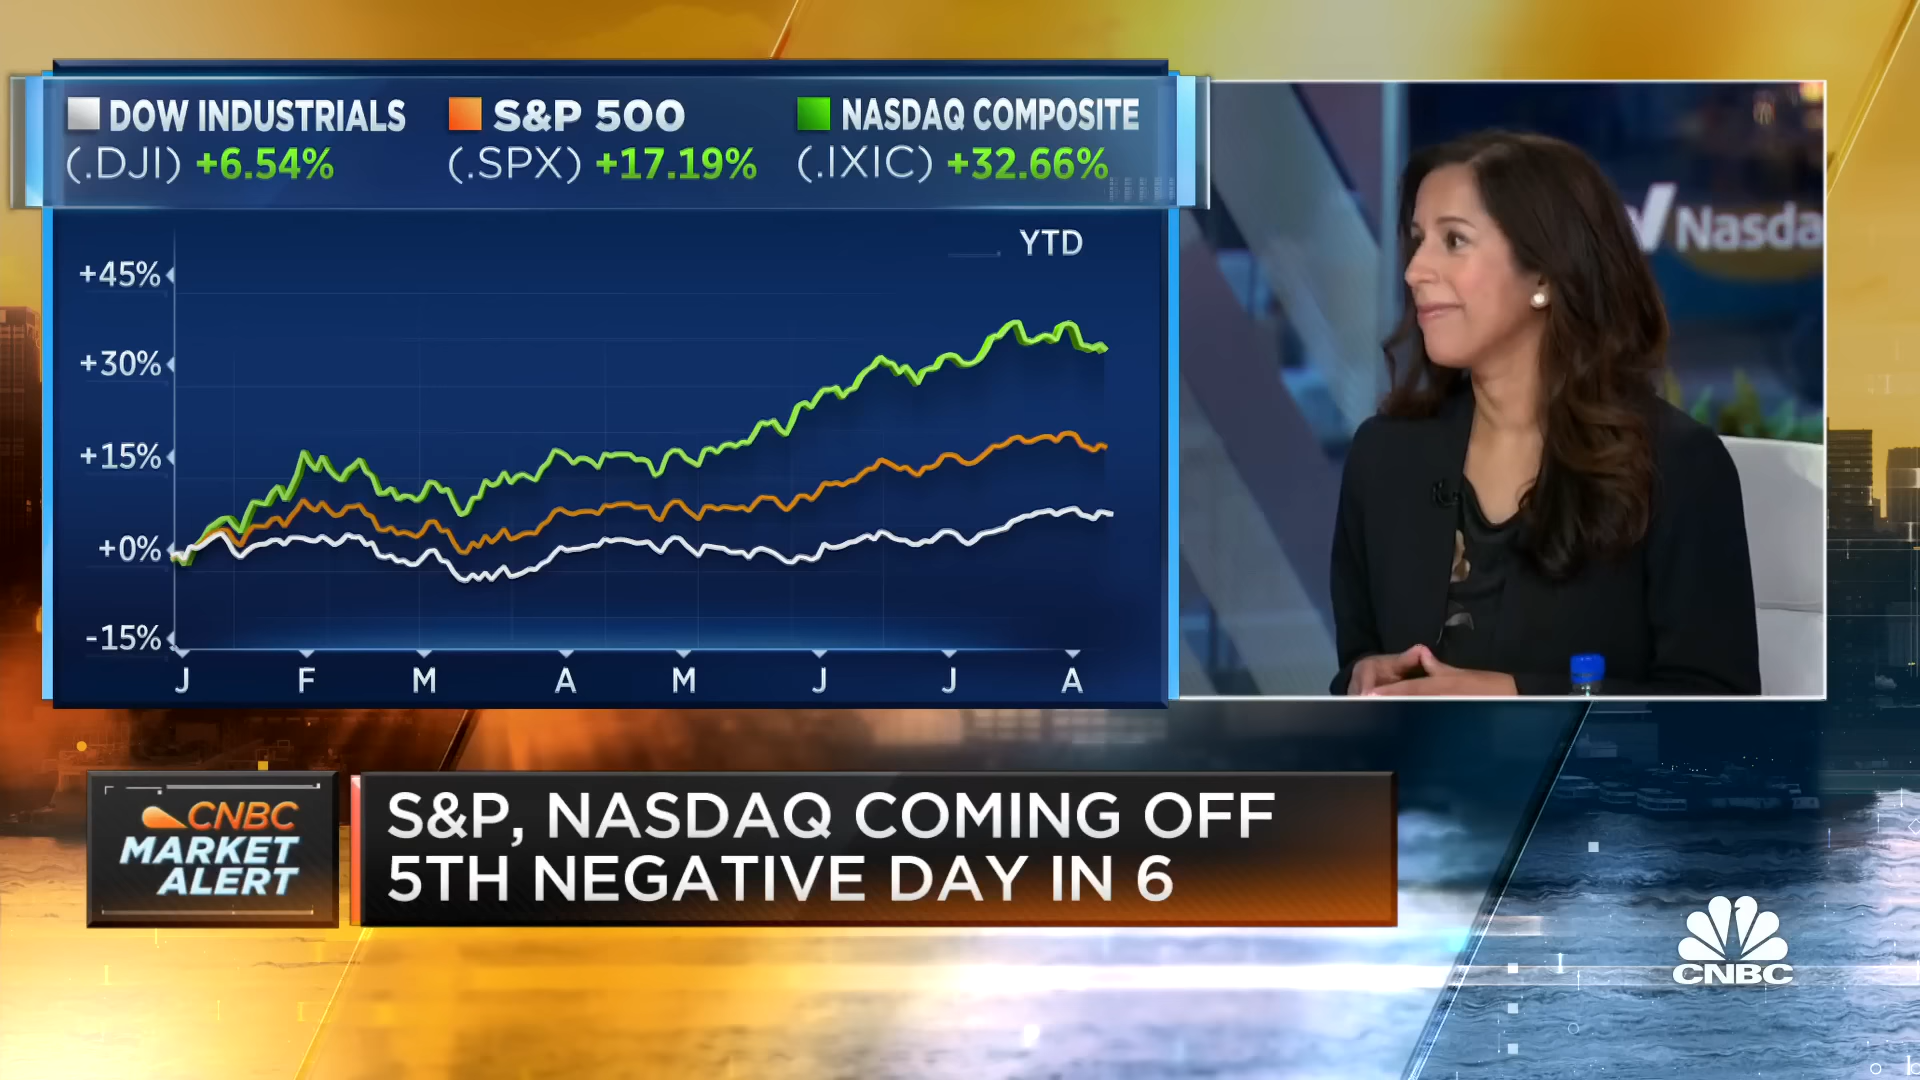 DOW INDUSTRIALS
(.DJI) +6.54%
S&P 500
(.SPX) +17.19%
NASDAQ COMPOSITE
(.IXIC) +32.66%
YTD
+45%
+30%
+15%
+0%
-15%
J F M A M J J A
Nasda
CNBC
MARKET
ALERT
S&P, NASDAQ COMING OFF
5TH NEGATIVE DAY IN 6
CNBC